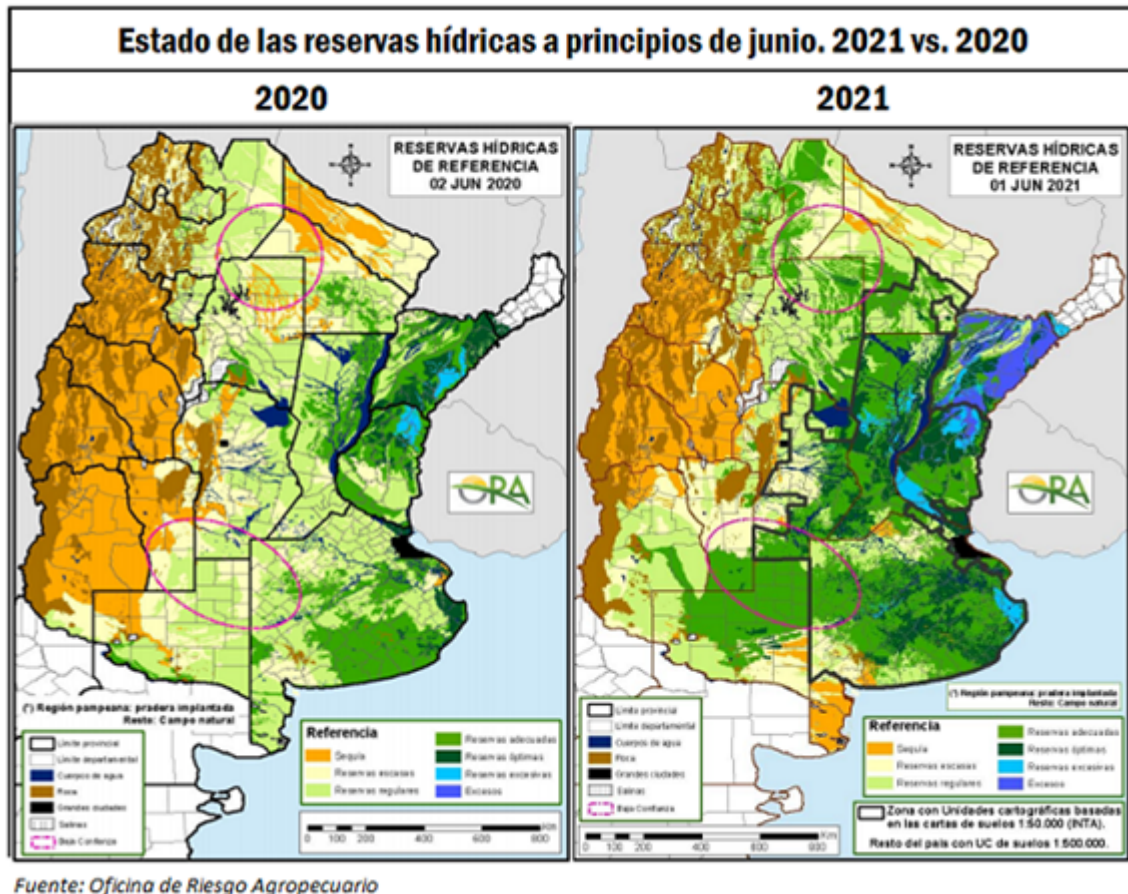 Estado de las reservas hídricas a principios de junio. 2021 vs. 2020
2020
2021
RESERVAS HÍDRICAS
DE REFERENCIA
02 JUN 2020
ORA
(*) Región pampeana: pradera implantada
Resto: Campo natural
Límite provincial
Límite departamental
Cuerpos de agua
Roca
Grandes ciudades
Salinas
Baja Confianza
Referencia
Sequía
Reservas escasas
Reservas regulares
Reservas adecuadas
Reservas óptimas
Reservas excesivas
Excesos
0 100 200 400 600 800 Km
RESERVAS HÍDRICAS
DE REFERENCIA
01 JUN 2021
ORA
(*) Región pampeana: pradera implantada
Resto: Campo natural
Límite provincial
Límite departamental
Cuerpos de agua
Roca
Grandes ciudades
Salinas
Baja Confianza
Referencia
Sequía
Reservas escasas
Reservas regulares
Reservas adecuadas
Reservas óptimas
Reservas excesivas
Excesos
Zona con Unidades cartográficas basadas
en las cartas de suelos 1:50.000 (INTA).
Resto del país con UC de suelos 1:500.000.
0 100 200 400 600 800 Km
Fuente: Oficina de Riesgo Agropecuario